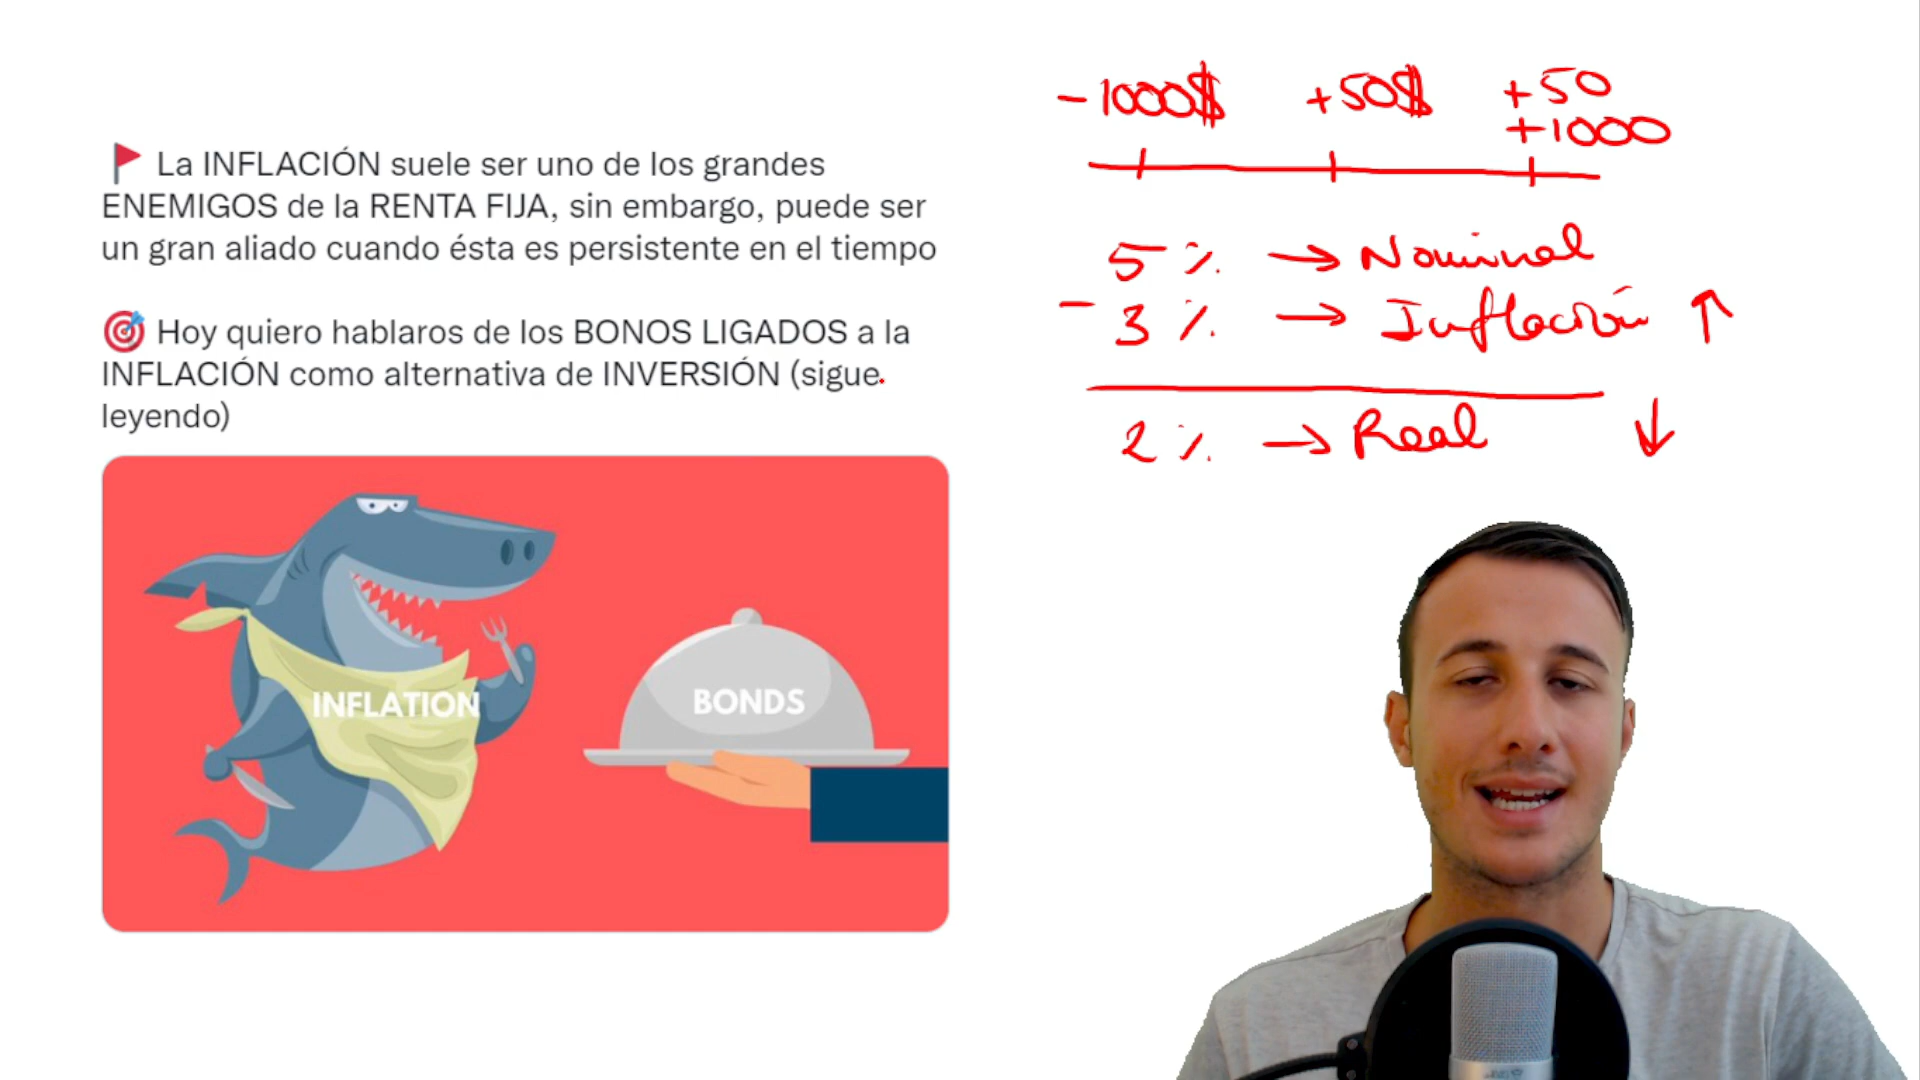 La INFLACIÓN suele ser uno de los grandes
ENEMIGOS de la RENTA FIJA, sin embargo, puede ser
un gran aliado cuando ésta es persistente en el tiempo
Hoy quiero hablaros de los BONOS LIGADOS a la
INFLACIÓN como alternativa de INVERSIÓN (sigue
leyendo)
INFLATION
BONDS
-1000$ +50$ +50
+1000
5% → Nominal
- 3% → Inflación ↑
2% → Real ↓